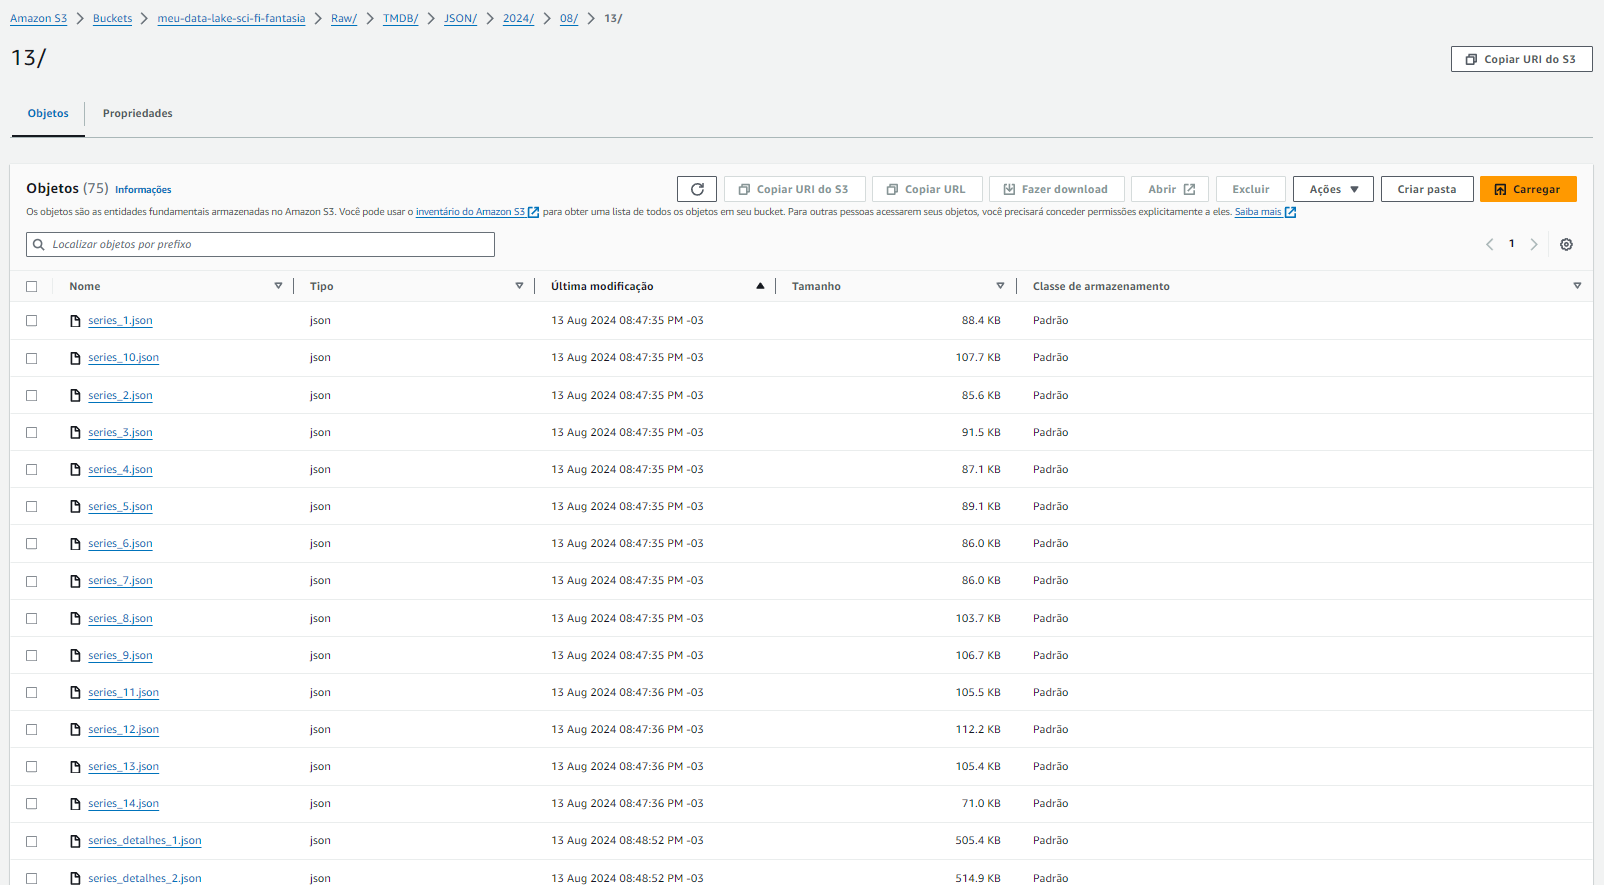 Amazon S3 > Buckets > meu-data-lake-sci-fi-fantasia > Raw/ > TMDB/ > JSON/ > 2024/ > 08/ > 13/
13/
Copiar URI do S3
Objetos Propriedades
Objetos (75) Informações
Copiar URI do S3 Copiar URL Fazer download Abrir Excluir Ações Criar pasta Carregar
Os objetos são as entidades fundamentais armazenadas no Amazon S3. Você pode usar o inventário do Amazon S3 para obter uma lista de todos os objetos em seu bucket. Para outras pessoas acessarem seus objetos, você precisará conceder permissões explicitamente a eles. Saiba mais
Localizar objetos por prefixo
1
Nome Tipo Última modificação Tamanho Classe de armazenamento
series_1.json json 13 Aug 2024 08:47:35 PM -03 88.4 KB Padrão
series_10.json json 13 Aug 2024 08:47:35 PM -03 107.7 KB Padrão
series_2.json json 13 Aug 2024 08:47:35 PM -03 85.6 KB Padrão
series_3.json json 13 Aug 2024 08:47:35 PM -03 91.5 KB Padrão
series_4.json json 13 Aug 2024 08:47:35 PM -03 87.1 KB Padrão
series_5.json json 13 Aug 2024 08:47:35 PM -03 89.1 KB Padrão
series_6.json json 13 Aug 2024 08:47:35 PM -03 86.0 KB Padrão
series_7.json json 13 Aug 2024 08:47:35 PM -03 86.0 KB Padrão
series_8.json json 13 Aug 2024 08:47:35 PM -03 103.7 KB Padrão
series_9.json json 13 Aug 2024 08:47:35 PM -03 106.7 KB Padrão
series_11.json json 13 Aug 2024 08:47:36 PM -03 105.5 KB Padrão
series_12.json json 13 Aug 2024 08:47:36 PM -03 112.2 KB Padrão
series_13.json json 13 Aug 2024 08:47:36 PM -03 105.4 KB Padrão
series_14.json json 13 Aug 2024 08:47:36 PM -03 71.0 KB Padrão
series_detalhes_1.json json 13 Aug 2024 08:48:52 PM -03 505.4 KB Padrão
series_detalhes_2.json json 13 Aug 2024 08:48:52 PM -03 514.9 KB Padrão